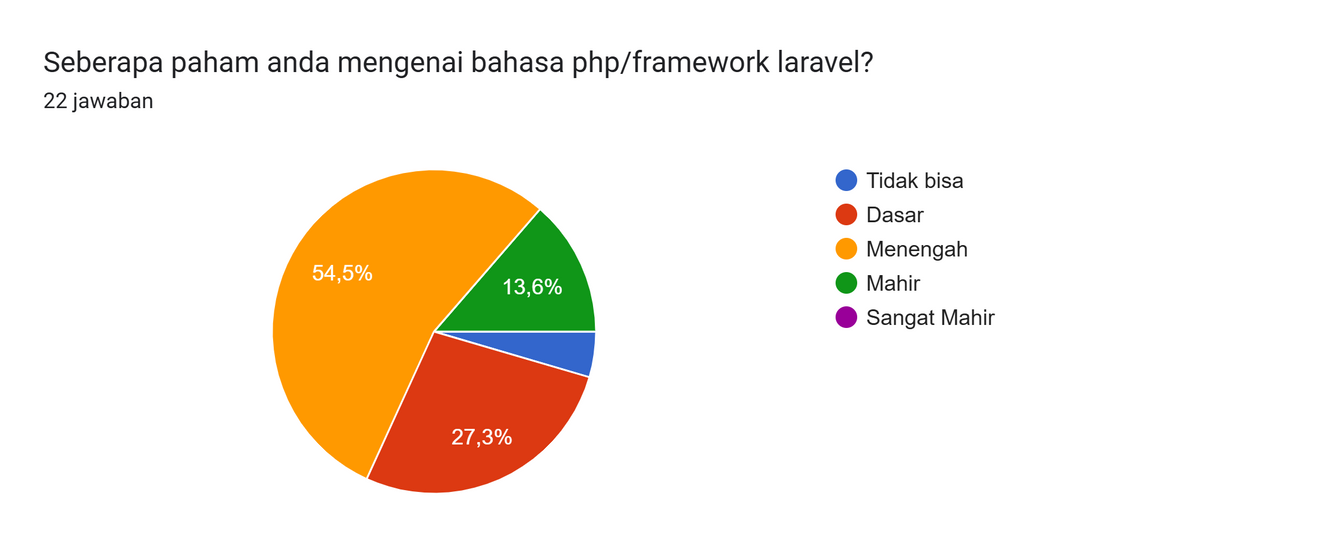 Seberapa paham anda mengenai bahasa php/framework laravel?
22 jawaban
54,5%
13,6%
27,3%
Tidak bisa
Dasar
Menengah
Mahir
Sangat Mahir